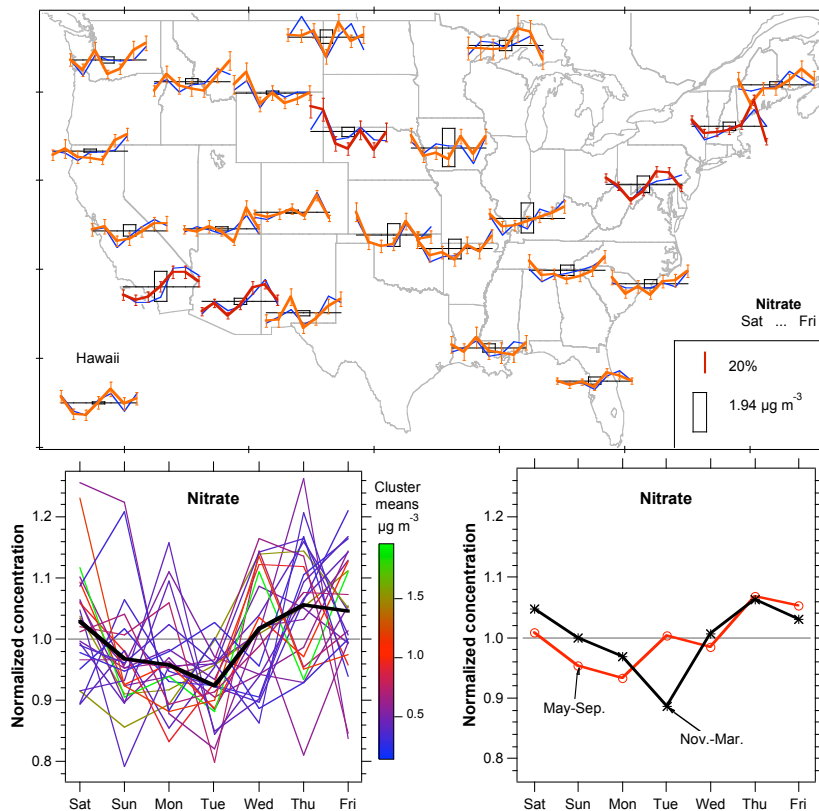 Nitrate
Sat ... Fri
Hawaii
20%
1.94 µg m-3
Nitrate
Normalized concentration
1.2
1.1
1.0
0.9
0.8
Sat Sun Mon Tue Wed Thu Fri
Cluster
means
µg m-3
1.5
1.0
0.5
Nitrate
Normalized concentration
1.2
1.1
1.0
0.9
0.8
May-Sep.
Nov.-Mar.
Sat Sun Mon Tue Wed Thu Fri